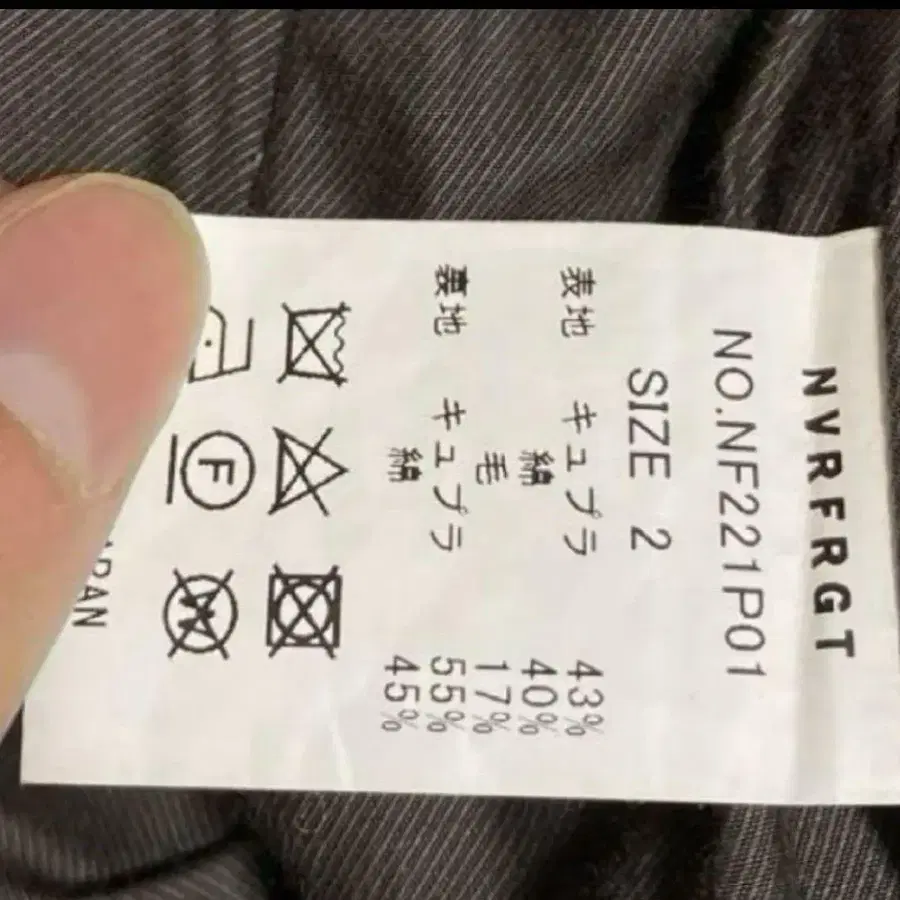 NVRFRGT
NO.NF221P01
SIZE 2
表地 キュプラ 43%
綿 40%
毛 17%
裏地 キュプラ 55%
綿 45%
F
W